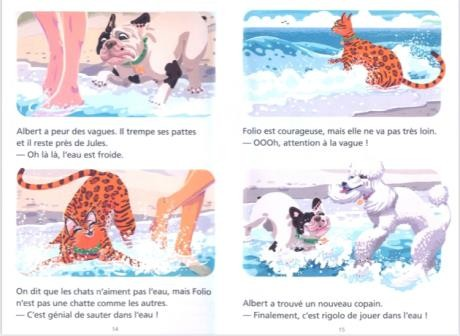 Albert a peur des vagues. Il trempe ses pattes
et il reste près de Jules.
— Oh là là, l'eau est froide.
On dit que les chats n'aiment pas l'eau, mais Folio
n'est pas une chatte comme les autres.
— C'est génial de sauter dans l'eau !
14
Folio est courageuse, mais elle ne va pas très loin.
— OOOh, attention à la vague !
Albert a trouvé un nouveau copain.
— Finalement, c'est rigolo de jouer dans l'eau !
15